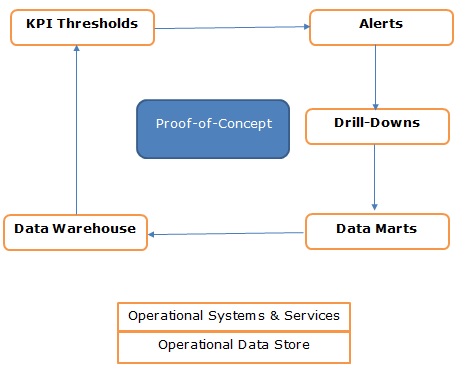 KPI Thresholds
Alerts
Proof-of-Concept
Drill-Downs
Data Warehouse
Data Marts
Operational Systems & Services
Operational Data Store